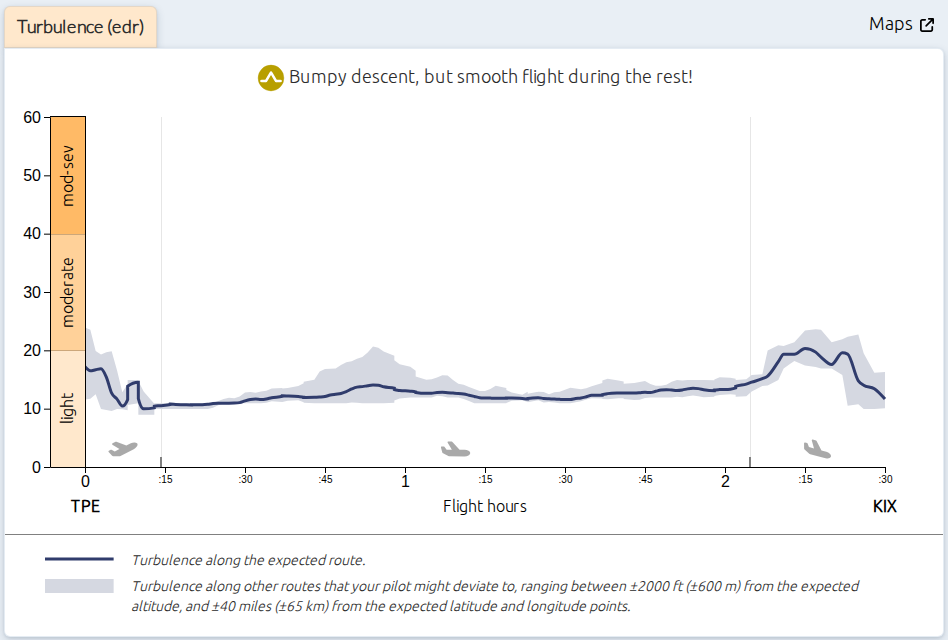 Turbulence (edr)
Maps
Bumpy descent, but smooth flight during the rest!
60
50
40
30
20
10
0
mod-sev
moderate
light
0 :15 :30 :45 1 :15 :30 :45 2 :15 :30
TPE Flight hours KIX
Turbulence along the expected route.
Turbulence along other routes that your pilot might deviate to, ranging between ±2000 ft (±600 m) from the expected
altitude, and ±40 miles (±65 km) from the expected latitude and longitude points.